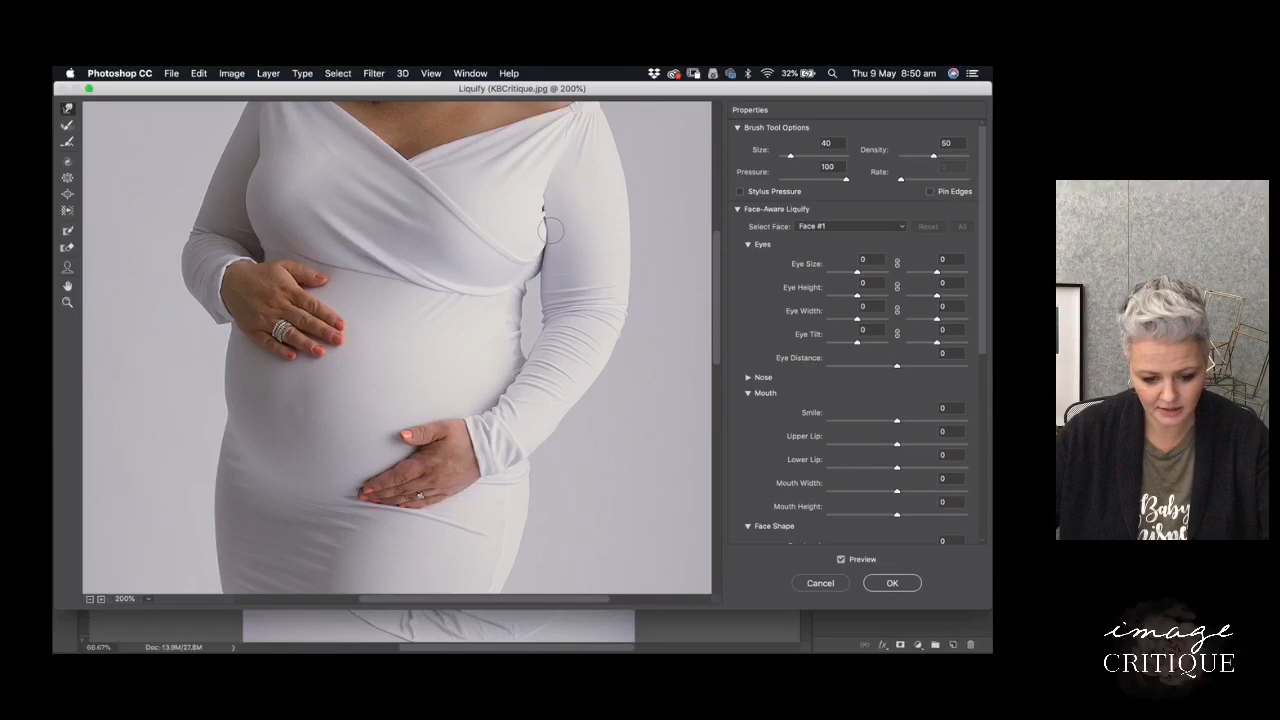 Photoshop CC File Edit Image Layer Type Select Filter 3D View Window Help 32% Thu 9 May 8:50 am
Liquify (KBCritique.jpg @ 200%)
Properties
Brush Tool Options
Size: 40 Density: 50
Pressure: 100 Rate: 0
Stylus Pressure Pin Edges
Face-Aware Liquify
Select Face: Face #1 Reset All
Eyes
Eye Size: 0 0
Eye Height: 0 0
Eye Width: 0 0
Eye Tilt: 0 0
Eye Distance: 0
Nose
Mouth
Smile: 0
Upper Lip: 0
Lower Lip: 0
Mouth Width: 0
Mouth Height: 0
Face Shape
0
Preview
Cancel OK
200%
66.67% Doc: 13.9M/27.8M
Baby
image
CRITIQUE